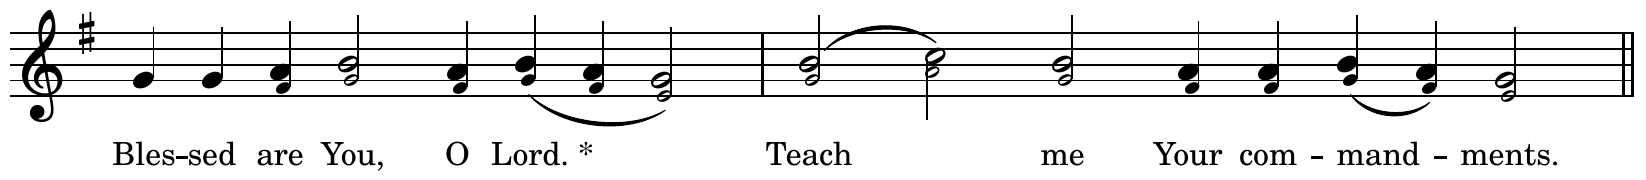 Bles-sed are You, O Lord. * Teach me Your com - mand - ments.